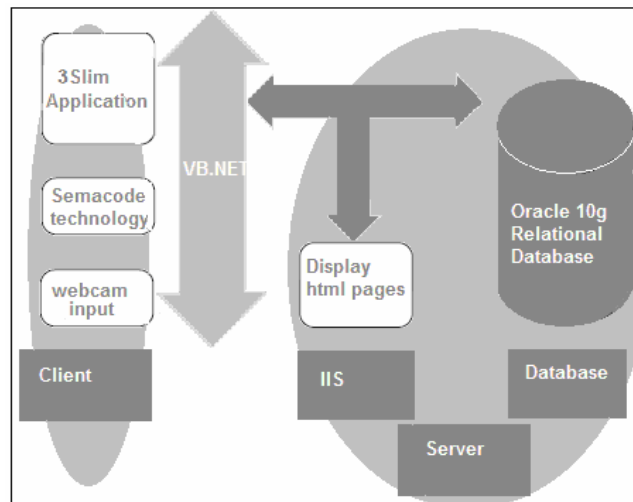 3Slim
Application
Semacode
technology
webcam
input
Client
VB.NET
Display
html pages
IIS
Oracle 10g
Relational
Database
Database
Server